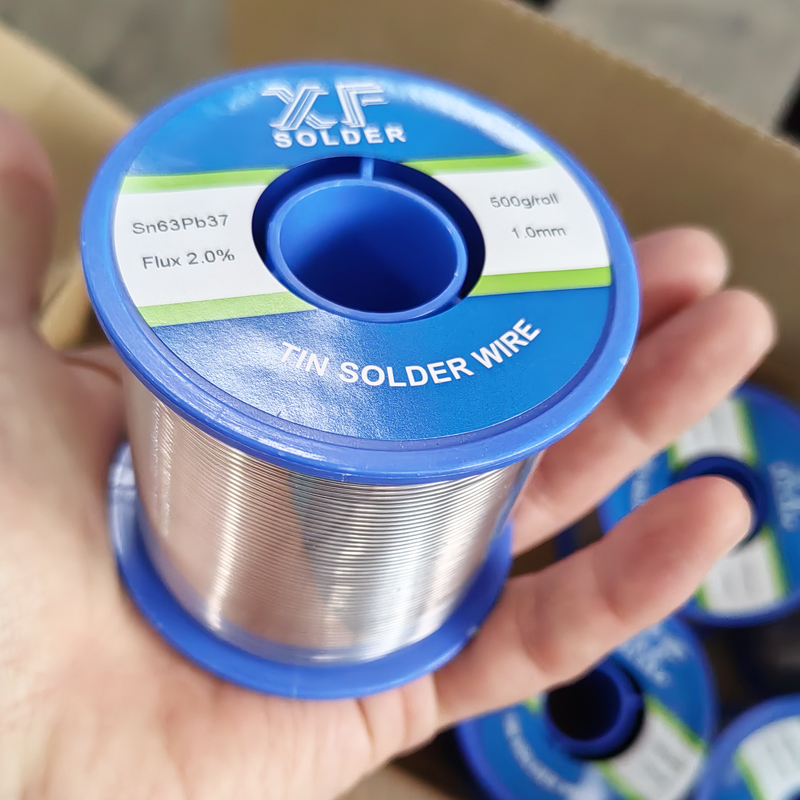 XF
SOLDER
Sn63Pb37
Flux 2.0%
500g/roll
1.0mm
TIN SOLDER WIRE